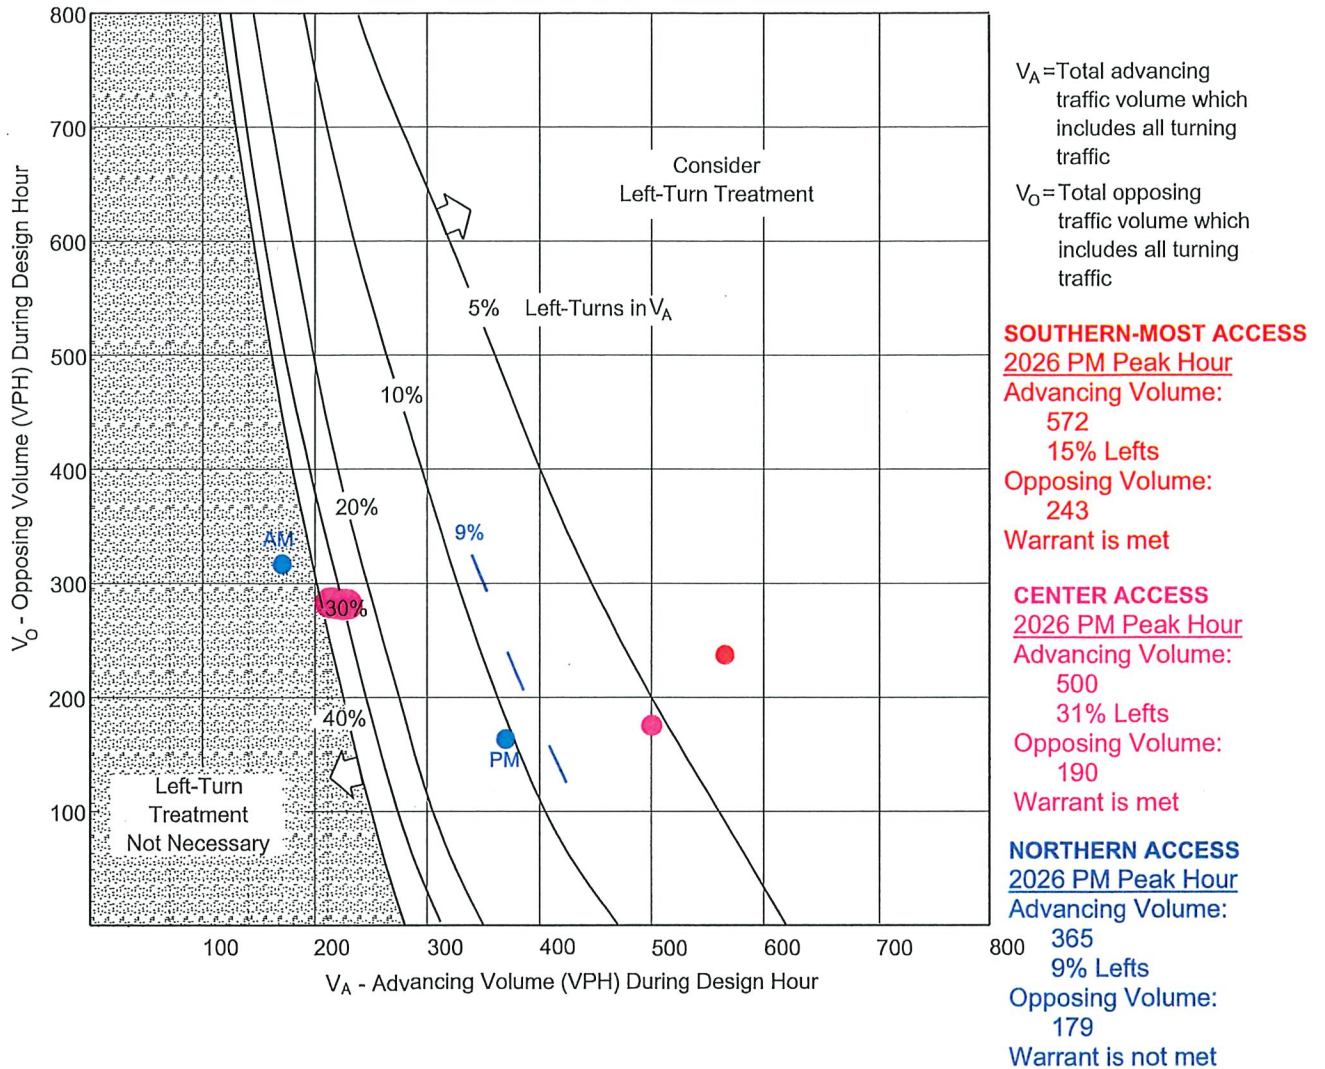 800
700
600
500
400
300
200
100
V_O - Opposing Volume (VPH) During Design Hour
Consider
Left-Turn Treatment
5% Left-Turns in V_A
10%
20%
9%
AM
30%
40%
PM
Left-Turn
Treatment
Not Necessary
100 200 300 400 500 600 700 800
V_A - Advancing Volume (VPH) During Design Hour
V_A=Total advancing
traffic volume which
includes all turning
traffic
V_O=Total opposing
traffic volume which
includes all turning
traffic
SOUTHERN-MOST ACCESS
2026 PM Peak Hour
Advancing Volume:
572
15% Lefts
Opposing Volume:
243
Warrant is met
CENTER ACCESS
2026 PM Peak Hour
Advancing Volume:
500
31% Lefts
Opposing Volume:
190
Warrant is met
NORTHERN ACCESS
2026 PM Peak Hour
Advancing Volume:
365
9% Lefts
Opposing Volume:
179
Warrant is not met